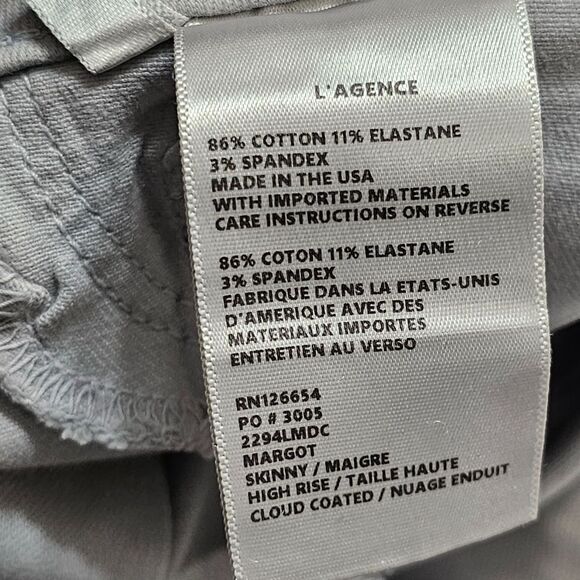 L'AGENCE
86% COTTON 11% ELASTANE
3% SPANDEX
MADE IN THE USA
WITH IMPORTED MATERIALS
CARE INSTRUCTIONS ON REVERSE
86% COTON 11% ELASTANE
3% SPANDEX
FABRIQUE DANS LA ETATS-UNIS
D'AMERIQUE AVEC DES
MATERIAUX IMPORTES
ENTRETIEN AU VERSO
RN126654
PO # 3005
2294LMDC
MARGOT
SKINNY / MAIGRE
HIGH RISE / TAILLE HAUTE
CLOUD COATED / NUAGE ENDUIT